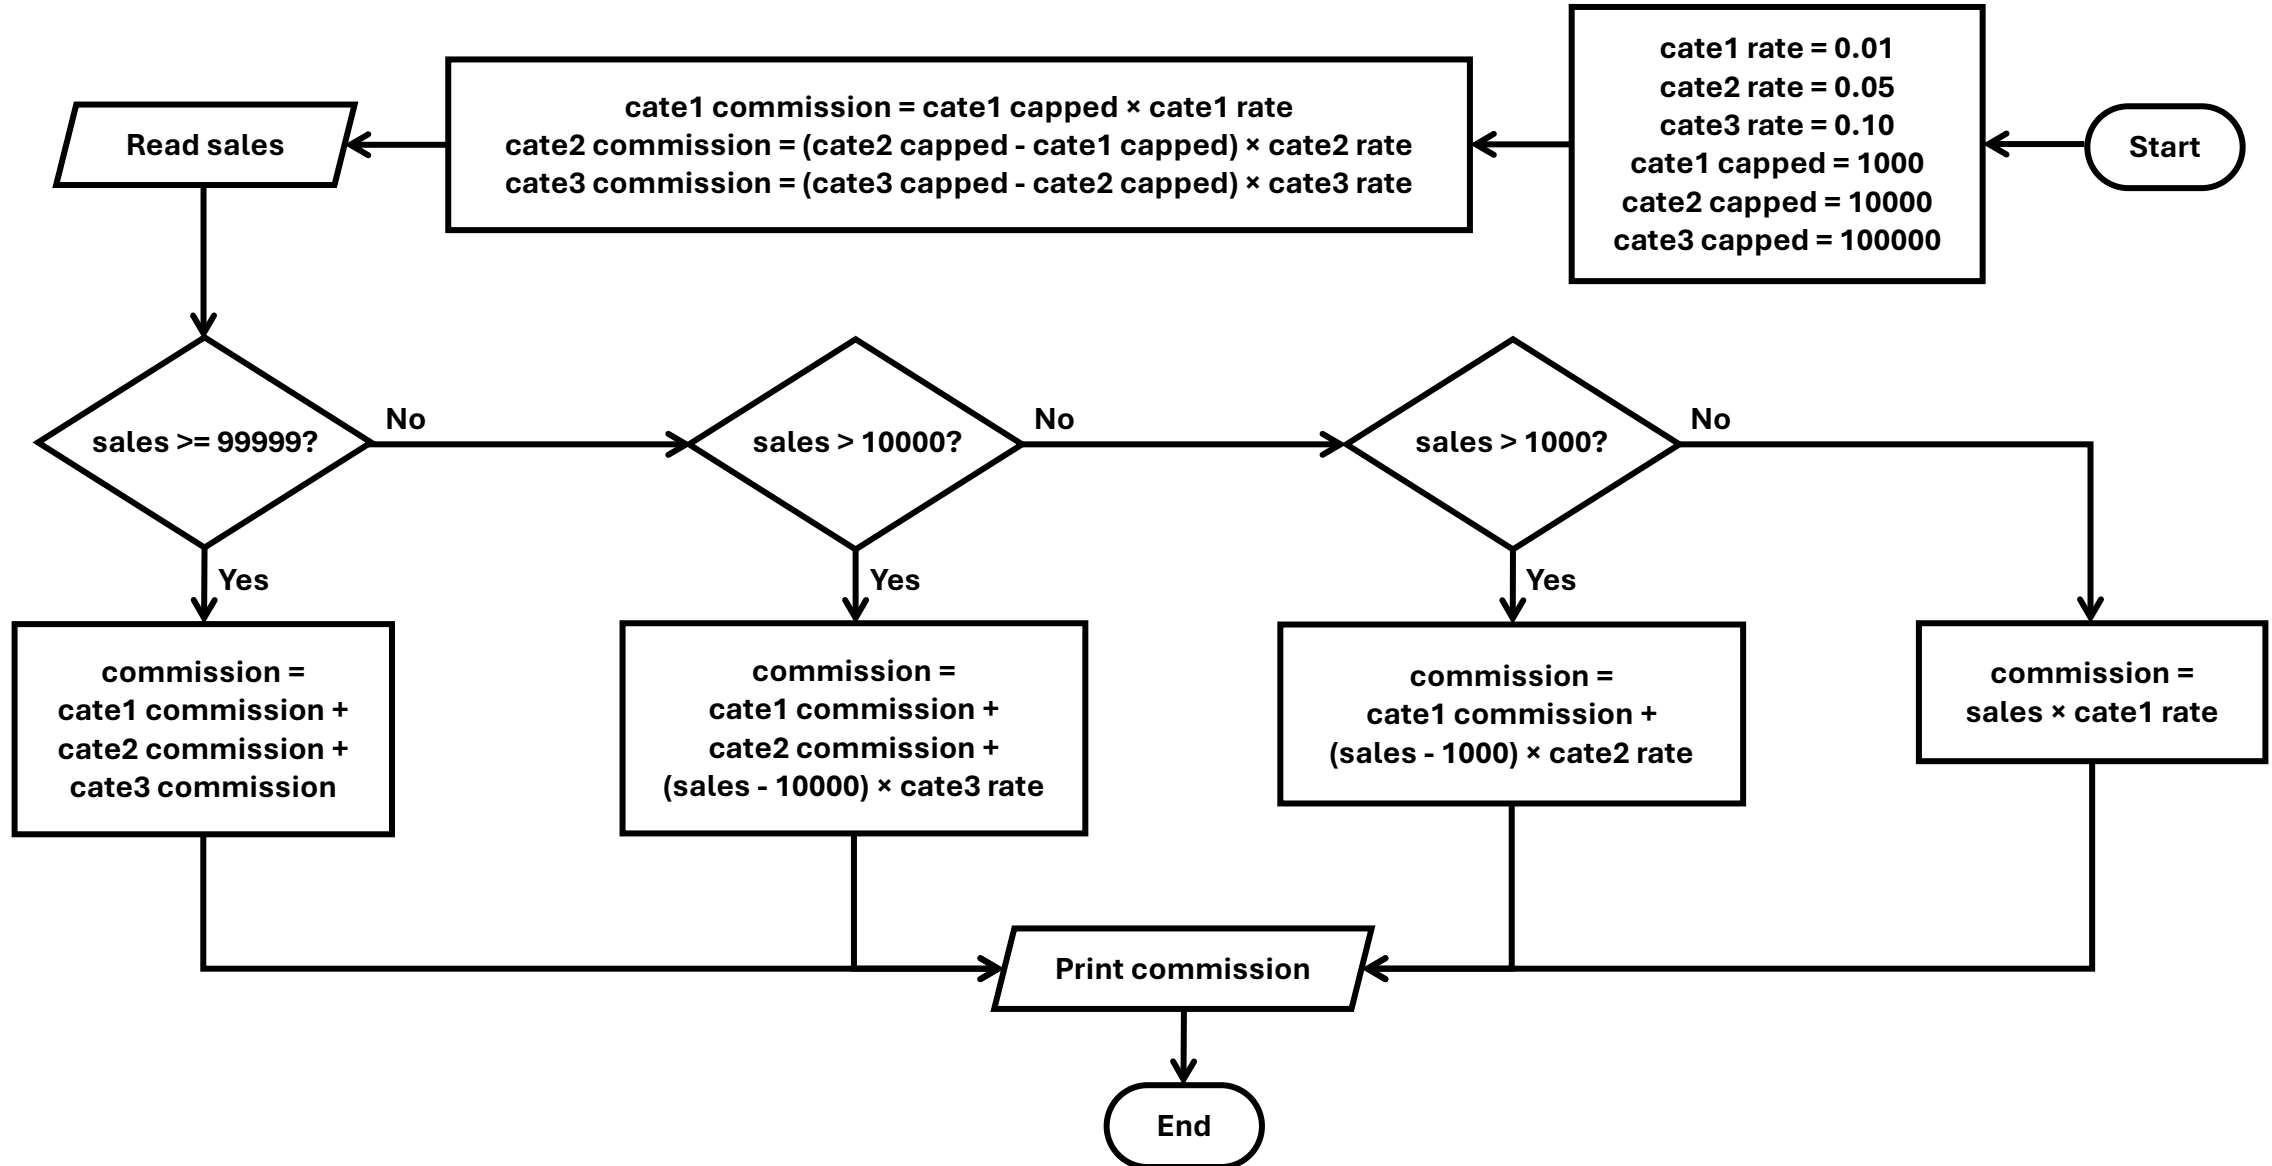 Start
cate1 rate = 0.01
cate2 rate = 0.05
cate3 rate = 0.10
cate1 capped = 1000
cate2 capped = 10000
cate3 capped = 100000
cate1 commission = cate1 capped × cate1 rate
cate2 commission = (cate2 capped - cate1 capped) × cate2 rate
cate3 commission = (cate3 capped - cate2 capped) × cate3 rate
Read sales
sales >= 99999?
No
sales > 10000?
No
sales > 1000?
No
Yes
Yes
Yes
commission =
cate1 commission +
cate2 commission +
cate3 commission
commission =
cate1 commission +
cate2 commission +
(sales - 10000) × cate3 rate
commission =
cate1 commission +
(sales - 1000) × cate2 rate
commission =
sales × cate1 rate
Print commission
End